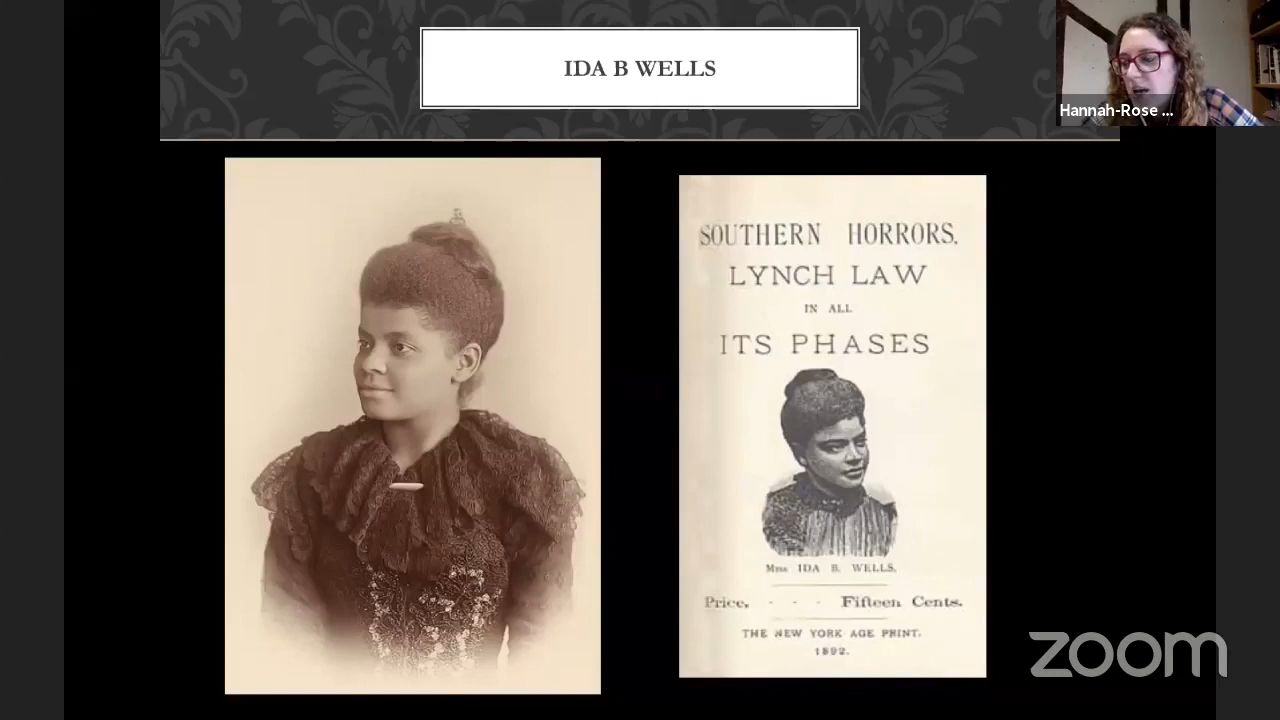 IDA B WELLS
Hannah-Rose ...
SOUTHERN HORRORS.
LYNCH LAW
IN ALL
ITS PHASES
Miss IDA B. WELLS.
Price, - - - Fifteen Cents.
THE NEW YORK AGE PRINT.
1892.
zoom